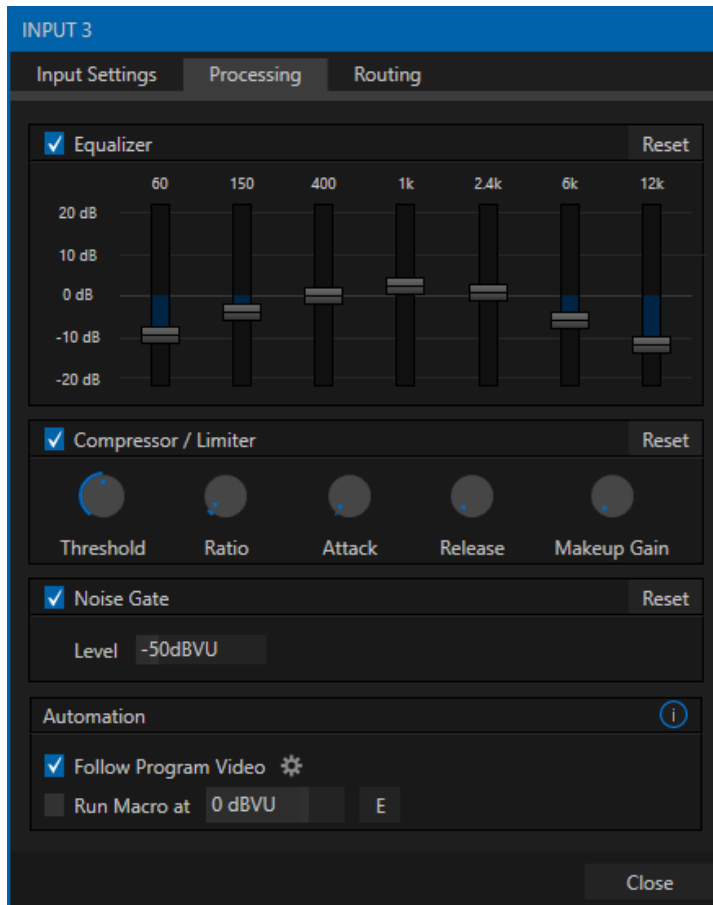 INPUT 3
Input Settings Processing Routing
Equalizer Reset
60 150 400 1k 2.4k 6k 12k
20 dB
10 dB
0 dB
-10 dB
-20 dB
Compressor / Limiter Reset
Threshold Ratio Attack Release Makeup Gain
Noise Gate Reset
Level -50dBVU
Automation i
Follow Program Video
Run Macro at 0 dBVU E
Close